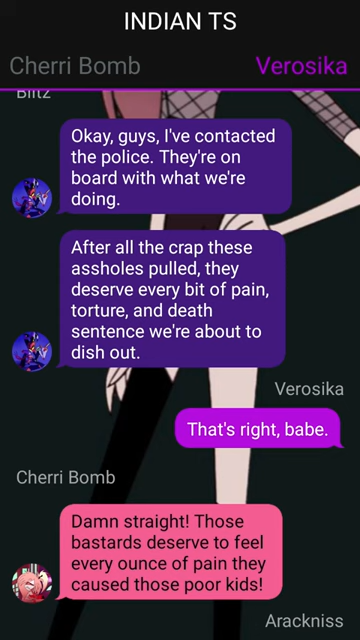 INDIAN TS
Cherri Bomb Verosika
Blitz
Okay, guys, I've contacted
the police. They're on
board with what we're
doing.
After all the crap these
assholes pulled, they
deserve every bit of pain,
torture, and death
sentence we're about to
dish out.
Verosika
That's right, babe.
Cherri Bomb
Damn straight! Those
bastards deserve to feel
every ounce of pain they
caused those poor kids!
Arackniss